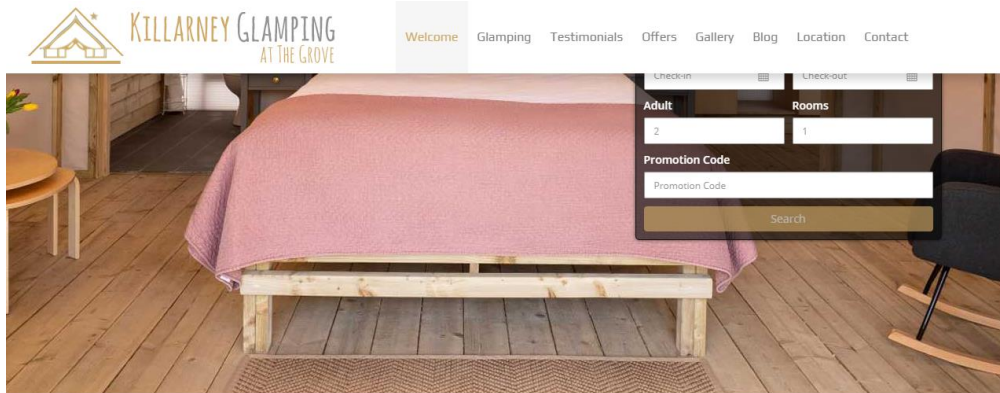 KILLARNEY GLAMPING
AT THE GROVE
Welcome Glamping Testimonials Offers Gallery Blog Location Contact
Check-in Check-out
Adult Rooms
2 1
Promotion Code
Promotion Code
Search